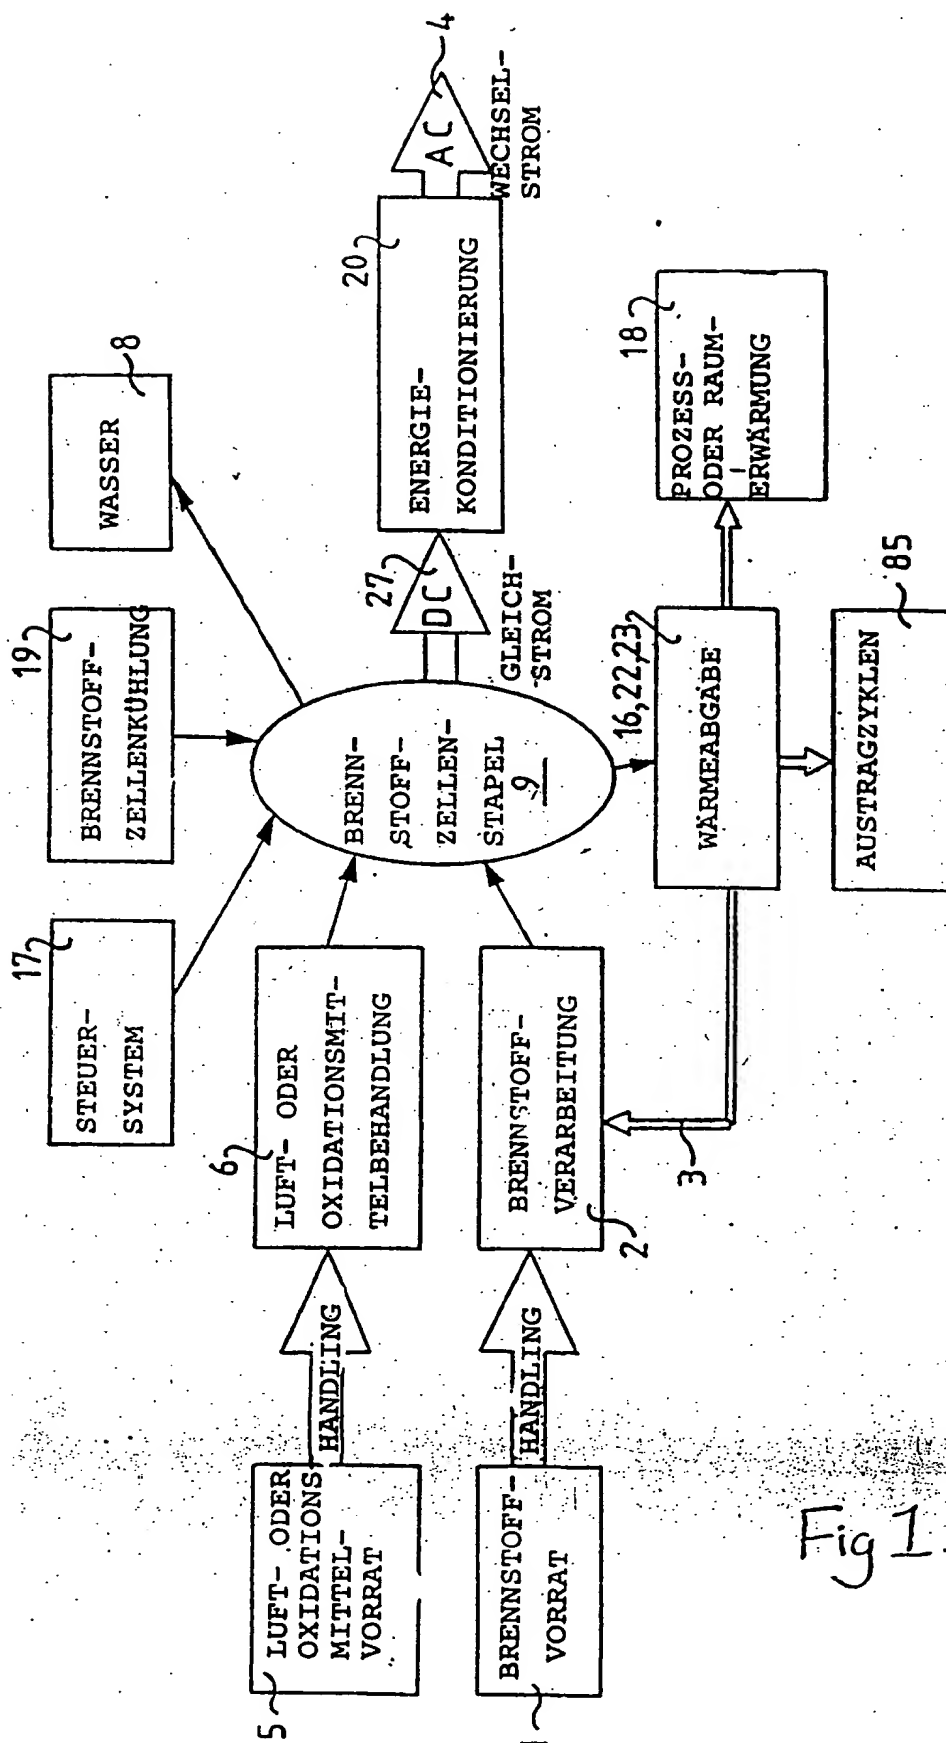 17
STEUER-
SYSTEM
19
BRENNSTOFF-
ZELLENKÜHLUNG
8
WASSER
5
LUFT- ODER
OXIDATIONS
MITTEL-
VORRAT
HANDLING
6
LUFT- ODER
OXIDATIONSMIT-
TELBEHANDLUNG
BRENN-
STOFF-
ZELLEN-
STAPEL
9
27
DC
GLEICH-
STROM
20
ENERGIE-
KONDITIONIERUNG
4
AC
WECHSEL-
STROM
BRENNSTOFF-
VORRAT
HANDLING
BRENNSTOFF-
VERARBEITUNG
2
3
16,22,23
WÄRMEABGABE
18
PROZESS-
ODER RAUM-
ERWÄRMUNG
85
AUSTRAGZYKLEN
Fig 1.